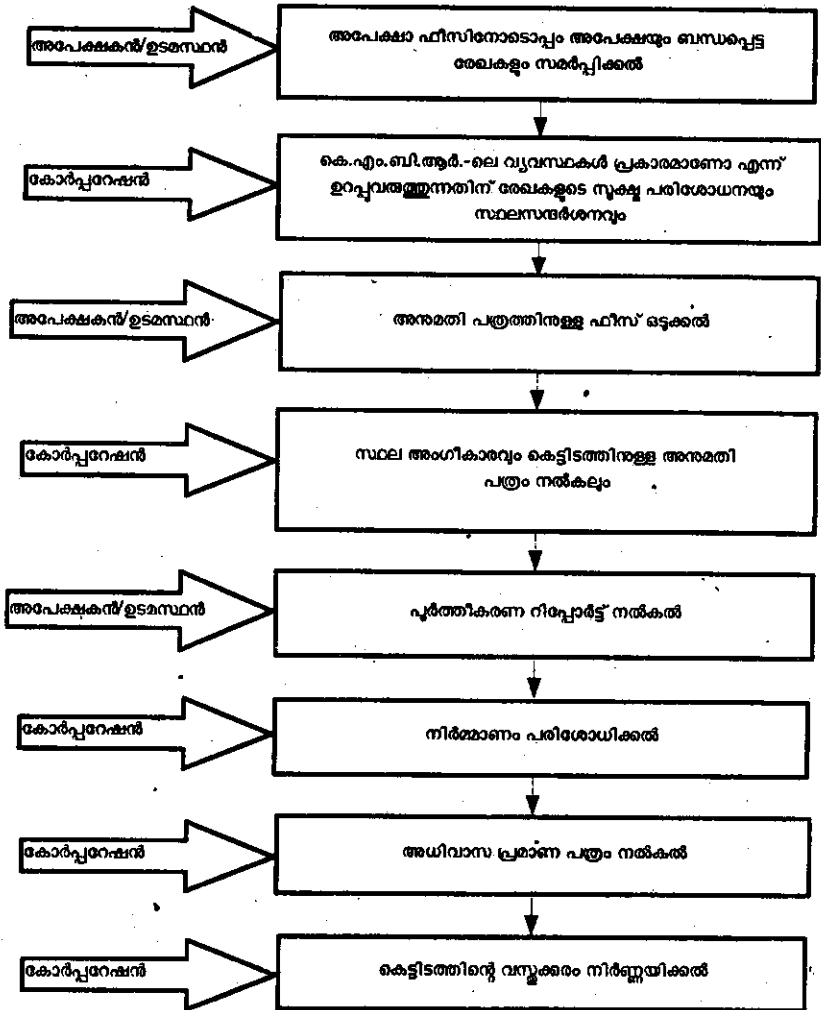 അപേക്ഷകൻ/ഉടമസ്ഥൻ
അപേക്ഷാ ഫീസിനോടൊപ്പം അപേക്ഷയും ബന്ധപ്പെട്ട
രേഖകളും സമർപ്പിക്കൽ
കോർപ്പറേഷൻ
കെ.എം.ബി.ആർ.-ലെ വ്യവസ്ഥകൾ പ്രകാരമാണോ എന്ന്
ഉറപ്പുവരുത്തുന്നതിന് രേഖകളുടെ സൂക്ഷ്മ പരിശോധനയും
സ്ഥലസന്ദർശനവും
അപേക്ഷകൻ/ഉടമസ്ഥൻ
അനുമതി പത്രത്തിനുള്ള ഫീസ് ഒടുക്കൽ
കോർപ്പറേഷൻ
സ്ഥല അംഗീകാരവും കെട്ടിടത്തിനുള്ള അനുമതി
പത്രം നൽകലും
അപേക്ഷകൻ/ഉടമസ്ഥൻ
പൂർത്തീകരണ റിപ്പോർട്ട് നൽകൽ
കോർപ്പറേഷൻ
നിർമ്മാണം പരിശോധിക്കൽ
കോർപ്പറേഷൻ
അധിവാസ പ്രമാണ പത്രം നൽകൽ
കോർപ്പറേഷൻ
കെട്ടിടത്തിന്റെ വസ്തുക്കരം നിർണ്ണയിക്കൽ